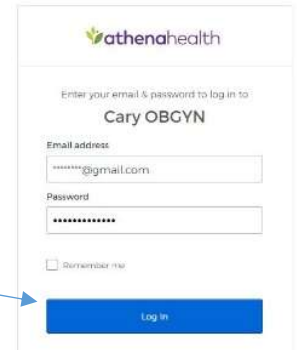 athenahealth
Enter your email & password to log in to
Cary OBGYN
Email address
********@gmail.com
Password
•••••••••••••
Remember me
Log In